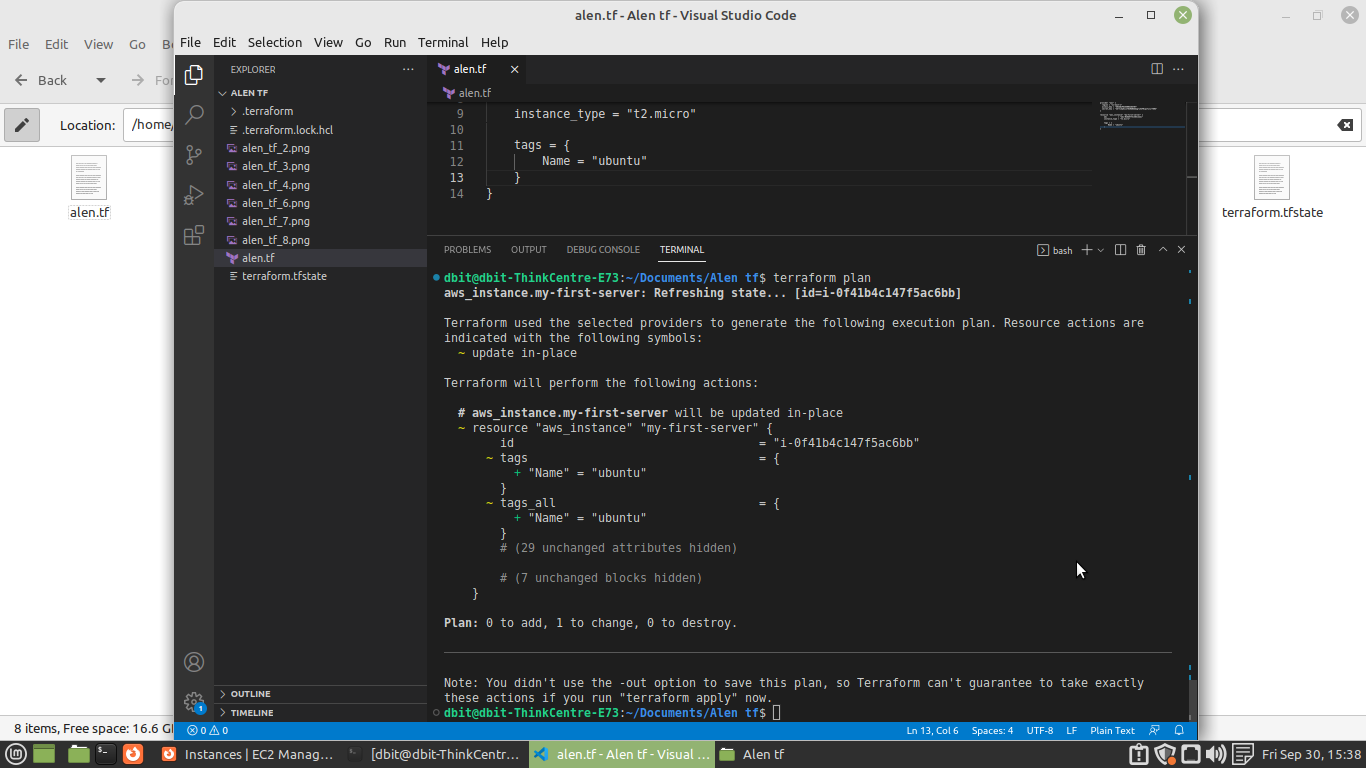 alen.tf - Alen tf - Visual Studio Code
File Edit View Go
File Edit Selection View Go Run Terminal Help
Back
Location: /home/
alen.tf
terraform.tfstate
EXPLORER
ALEN TF
.terraform
.terraform.lock.hcl
alen_tf_2.png
alen_tf_3.png
alen_tf_4.png
alen_tf_6.png
alen_tf_7.png
alen_tf_8.png
alen.tf
terraform.tfstate
OUTLINE
TIMELINE
alen.tf
alen.tf
9 instance_type = "t2.micro"
10
11 tags = {
12 Name = "ubuntu"
13 }
14 }
PROBLEMS OUTPUT DEBUG CONSOLE TERMINAL bash
dbit@dbit-ThinkCentre-E73:~/Documents/Alen tf$ terraform plan
aws_instance.my-first-server: Refreshing state... [id=i-0f41b4c147f5ac6bb]
Terraform used the selected providers to generate the following execution plan. Resource actions are
indicated with the following symbols:
~ update in-place
Terraform will perform the following actions:
# aws_instance.my-first-server will be updated in-place
~ resource "aws_instance" "my-first-server" {
id = "i-0f41b4c147f5ac6bb"
~ tags = {
+ "Name" = "ubuntu"
}
~ tags_all = {
+ "Name" = "ubuntu"
}
# (29 unchanged attributes hidden)
# (7 unchanged blocks hidden)
}
Plan: 0 to add, 1 to change, 0 to destroy.
Note: You didn't use the -out option to save this plan, so Terraform can't guarantee to take exactly
these actions if you run "terraform apply" now.
dbit@dbit-ThinkCentre-E73:~/Documents/Alen tf$
1
0 0 Ln 13, Col 6 Spaces: 4 UTF-8 LF Plain Text
8 items, Free space: 16.6 G
Instances | EC2 Manag... [dbit@dbit-ThinkCentr... alen.tf - Alen tf - Visual ... Alen tf Fri Sep 30, 15:38